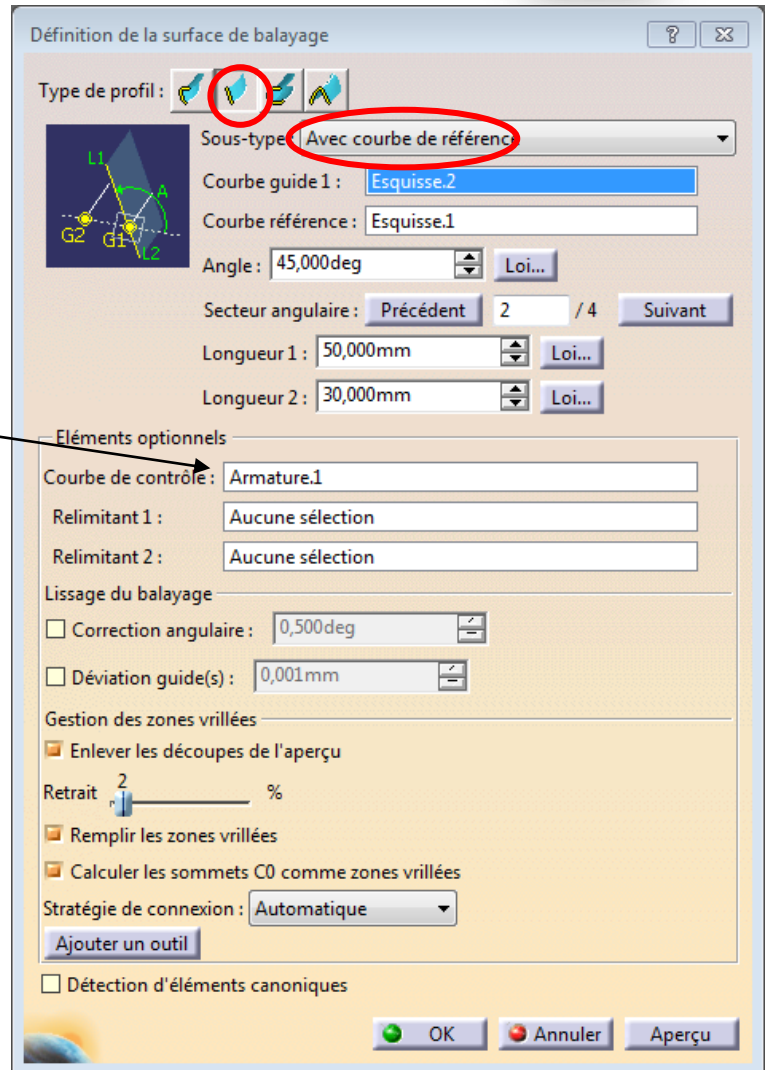 Définition de la surface de balayage
Type de profil :
Sous-type : Avec courbe de référence
L1
A
G2 G1
L2
Courbe guide 1 : Esquisse.2
Courbe référence : Esquisse.1
Angle : 45,000deg Loi...
Secteur angulaire : Précédent 2 / 4 Suivant
Longueur 1 : 50,000mm Loi...
Longueur 2 : 30,000mm Loi...
Eléments optionnels
Courbe de contrôle : Armature.1
Relimitant 1 : Aucune sélection
Relimitant 2 : Aucune sélection
Lissage du balayage
Correction angulaire : 0,500deg
Déviation guide(s) : 0,001mm
Gestion des zones vrillées
Enlever les découpes de l'aperçu
Retrait 2 %
Remplir les zones vrillées
Calculer les sommets C0 comme zones vrillées
Stratégie de connexion : Automatique
Ajouter un outil
Détection d'éléments canoniques
OK Annuler Aperçu